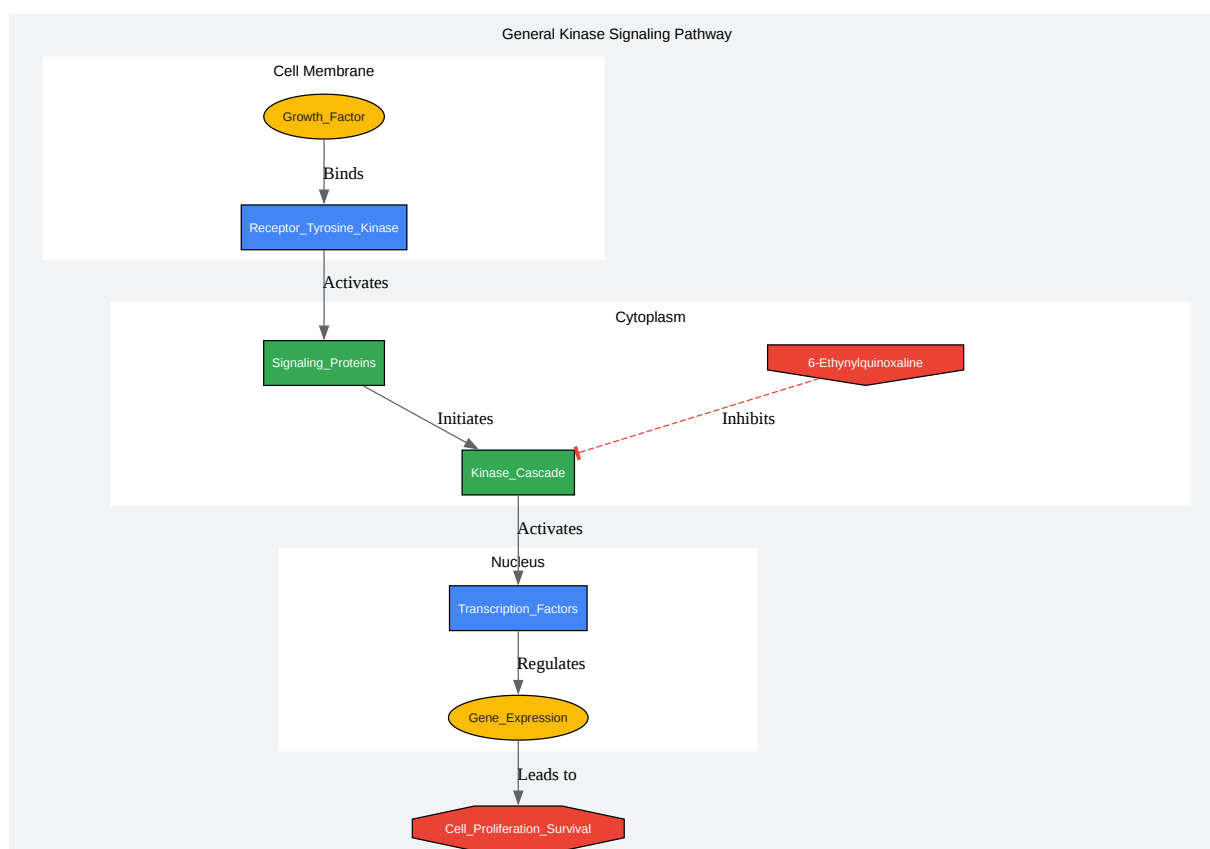 General Kinase Signaling Pathway
Cell Membrane
Growth_Factor
Binds
Receptor_Tyrosine_Kinase
Activates
Cytoplasm
Signaling_Proteins
6-Ethynylquinoxaline
Initiates
Inhibits
Kinase_Cascade
Activates
Nucleus
Transcription_Factors
Regulates
Gene_Expression
Leads to
Cell_Proliferation_Survival